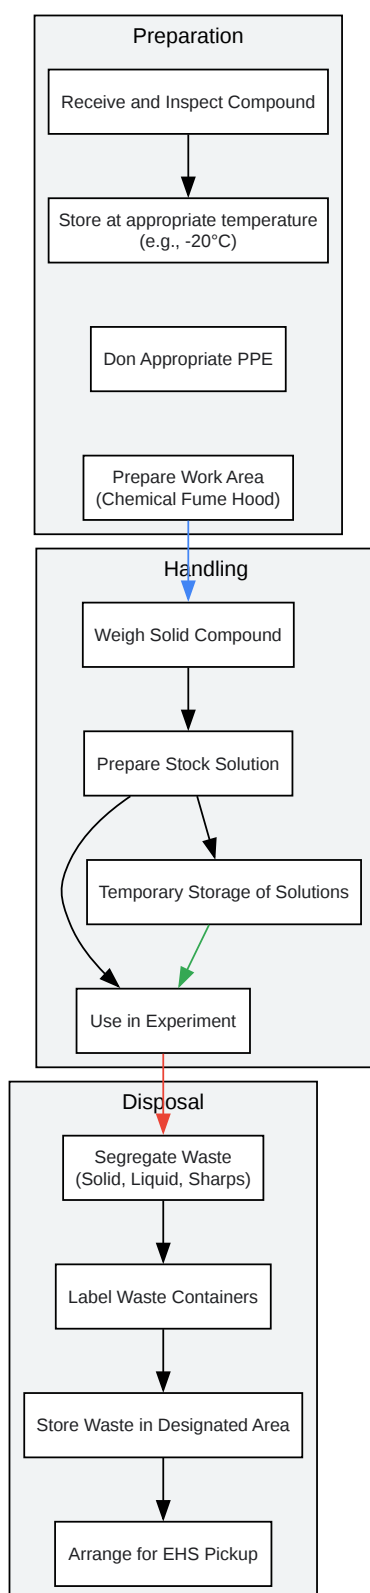 Preparation
Receive and Inspect Compound
Store at appropriate temperature
(e.g., -20°C)
Don Appropriate PPE
Prepare Work Area
(Chemical Fume Hood)
Handling
Weigh Solid Compound
Prepare Stock Solution
Temporary Storage of Solutions
Use in Experiment
Disposal
Segregate Waste
(Solid, Liquid, Sharps)
Label Waste Containers
Store Waste in Designated Area
Arrange for EHS Pickup